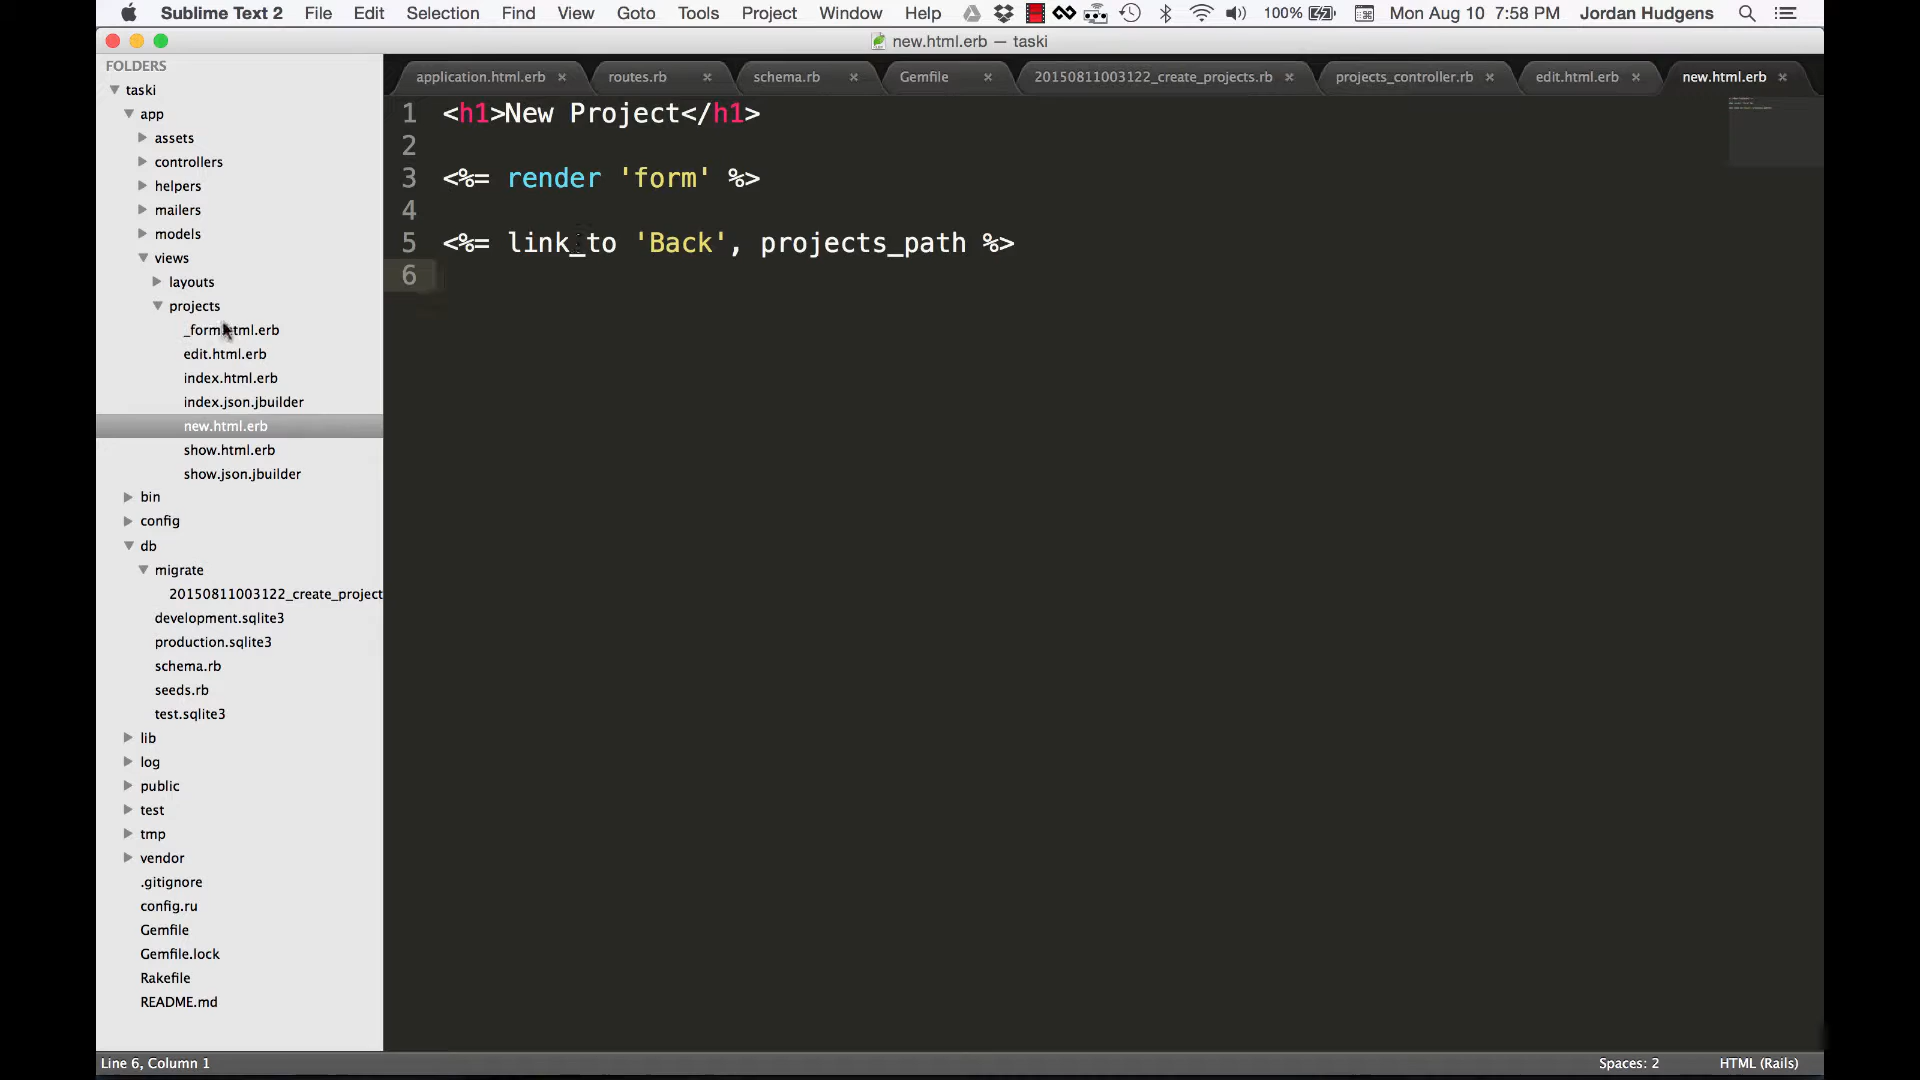 Sublime Text 2 File Edit Selection Find View Goto Tools Project Window Help 100% Mon Aug 10 7:58 PM Jordan Hudgens
new.html.erb — taski
FOLDERS
taski
app
assets
controllers
helpers
mailers
models
views
layouts
projects
_form.html.erb
edit.html.erb
index.html.erb
index.json.jbuilder
new.html.erb
show.html.erb
show.json.jbuilder
bin
config
db
migrate
20150811003122_create_project
development.sqlite3
production.sqlite3
schema.rb
seeds.rb
test.sqlite3
lib
log
public
test
tmp
vendor
.gitignore
config.ru
Gemfile
Gemfile.lock
Rakefile
README.md
application.html.erb × routes.rb × schema.rb × Gemfile × 20150811003122_create_projects.rb × projects_controller.rb × edit.html.erb × new.html.erb ×
1 <h1>New Project</h1>
2
3 <%= render 'form' %>
4
5 <%= link_to 'Back', projects_path %>
6
Line 6, Column 1 Spaces: 2 HTML (Rails)